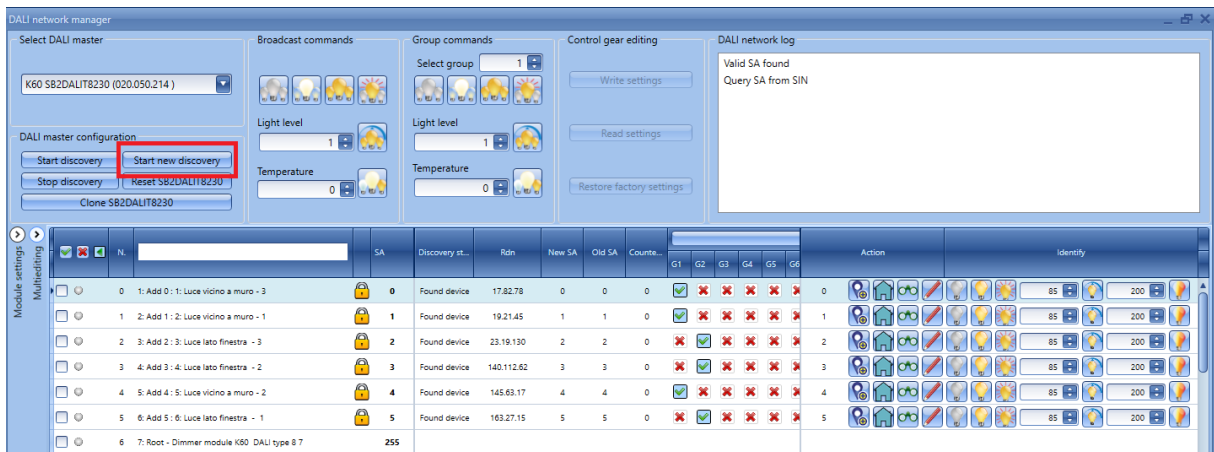 DALI network manager
Select DALI master
K60 SB2DALIT8230 (020.050.214 )
DALI master configuration
Start discovery
Start new discovery
Stop discovery
Reset SB2DALIT8230
Clone SB2DALIT8230
Broadcast commands
Light level
1
Temperature
0
Group commands
Select group
1
Light level
1
Temperature
0
Control gear editing
Write settings
Read settings
Restore factory settings
DALI network log
Valid SA found
Query SA from SIN
Module settings
Multiediting
N. SA Discovery st... Rdn New SA Old SA Counte... Action Identify
G1 G2 G3 G4 G5 G6
0 1: Add 0 : 1: Luce vicino a muro - 3 0 Found device 17.82.78 0 0 0 0 85 200
1 2: Add 1 : 2: Luce vicino a muro - 1 1 Found device 19.21.45 1 1 0 1 85 200
2 3: Add 2 : 3: Luce lato finestra - 3 2 Found device 23.19.130 2 2 0 2 85 200
3 4: Add 3 : 4: Luce lato finestra - 2 3 Found device 140.112.62 3 3 0 3 85 200
4 5: Add 4 : 5: Luce vicino a muro - 2 4 Found device 145.63.17 4 4 0 4 85 200
5 6: Add 5 : 6: Luce lato finestra - 1 5 Found device 163.27.15 5 5 0 5 85 200
6 7: Root - Dimmer module K60 DALI type 8 7 255